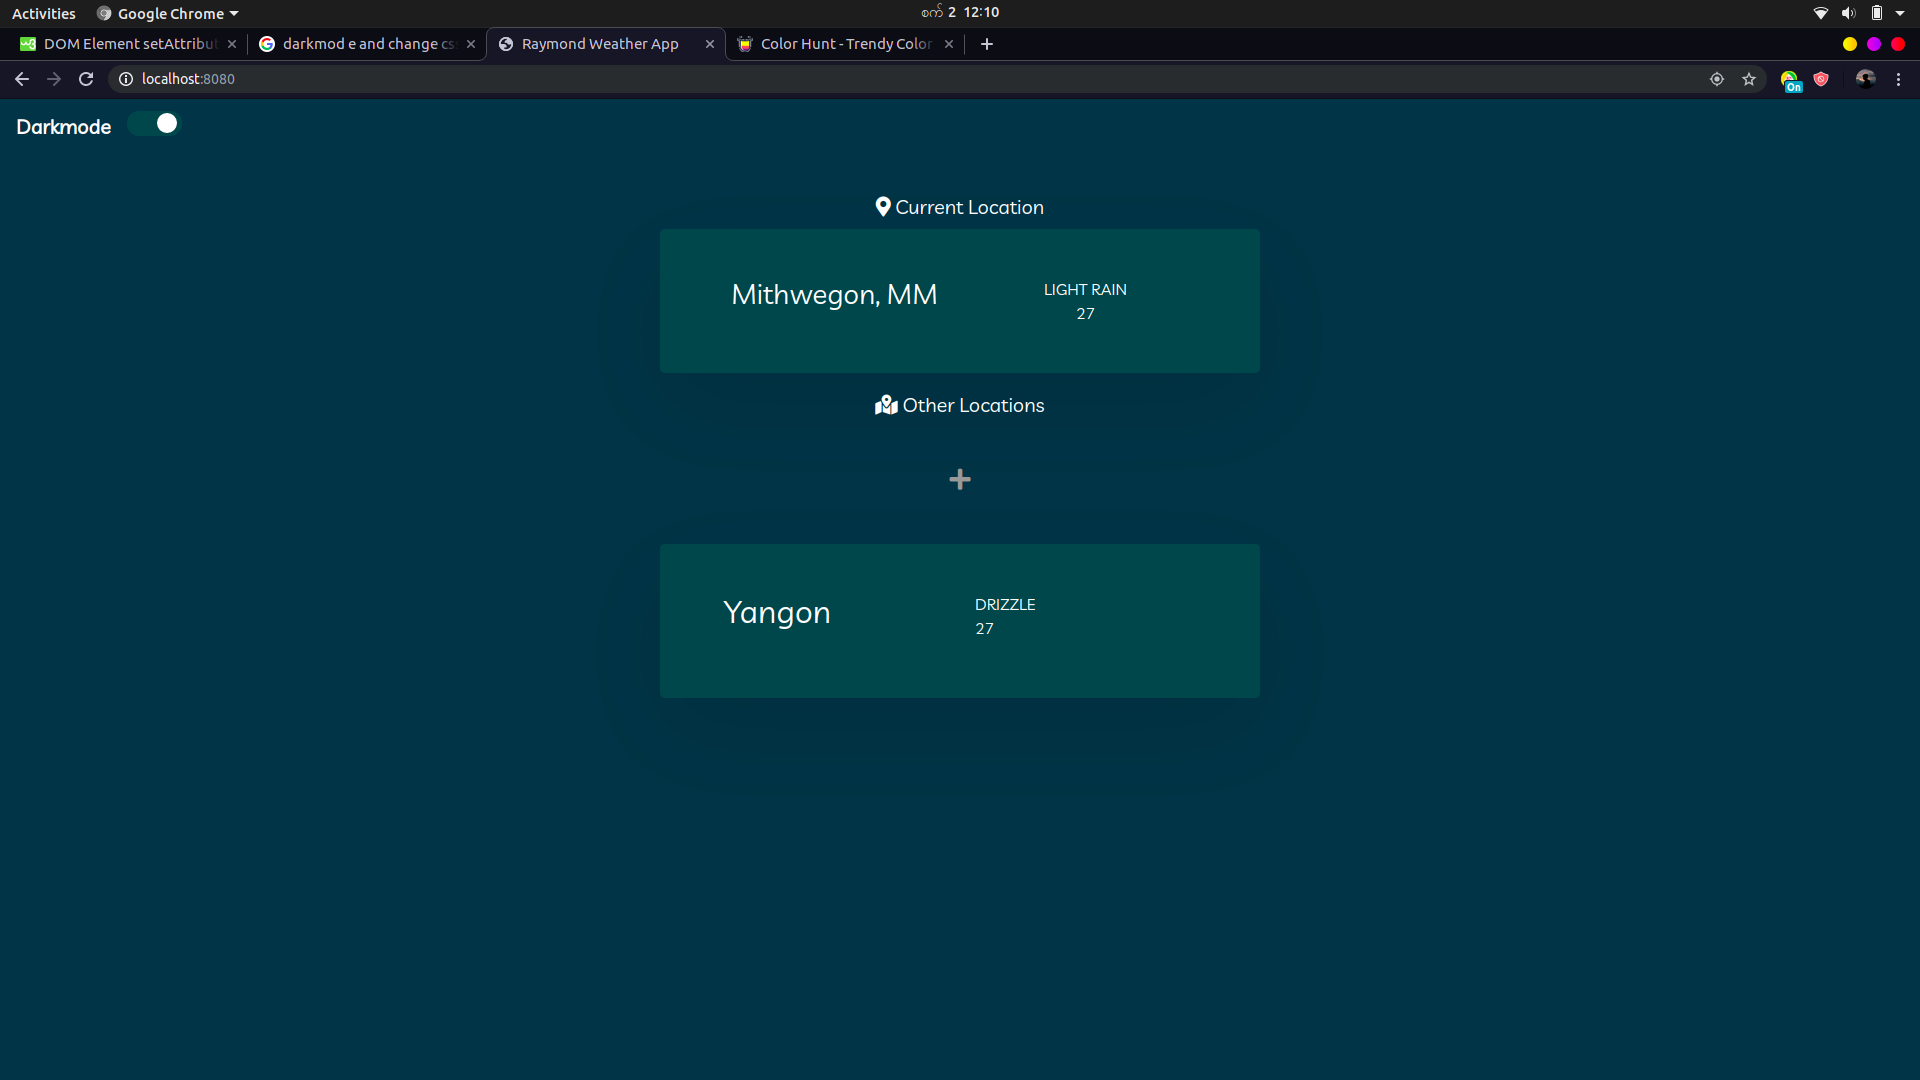 Activities Google Chrome စက် 2 12:10
DOM Element setAttribut darkmod e and change cs Raymond Weather App Color Hunt - Trendy Color
localhost:8080
On
Darkmode
Current Location
Mithwegon, MM
LIGHT RAIN
27
Other Locations
Yangon
DRIZZLE
27